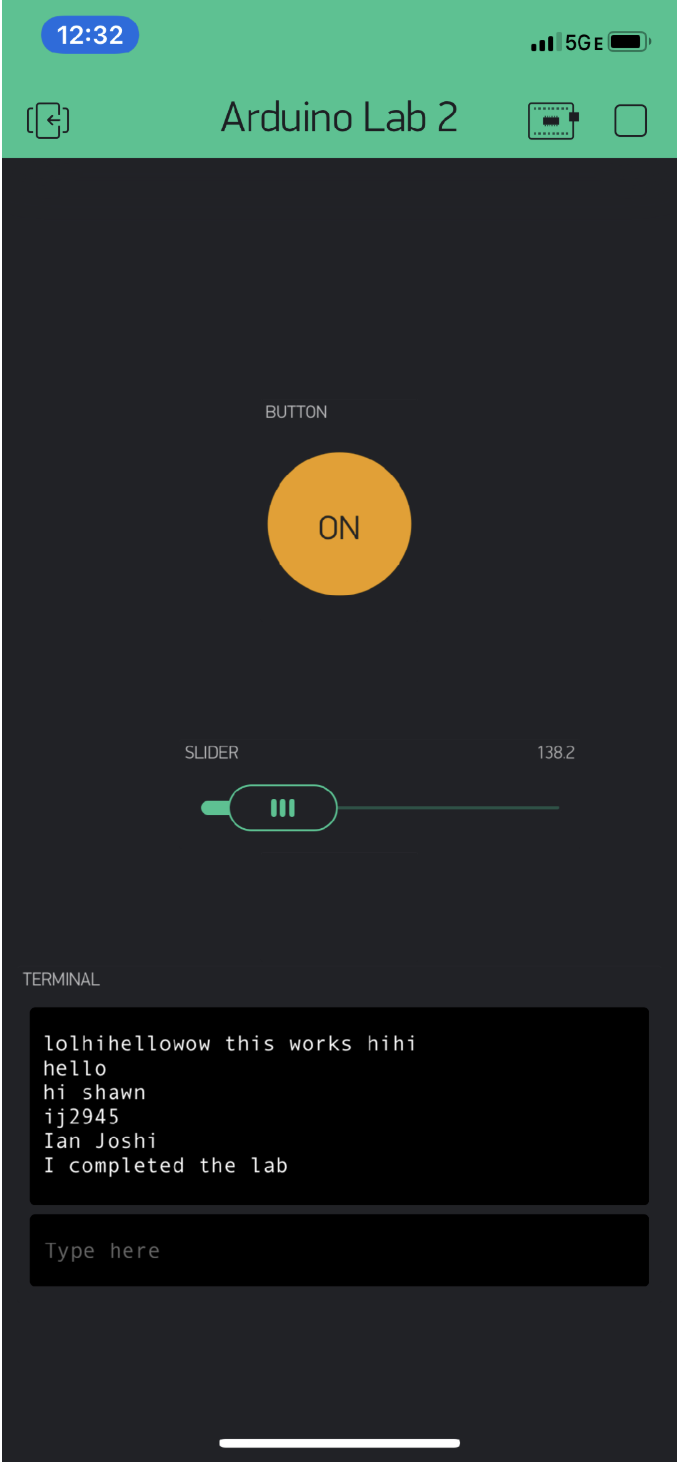 12:32
5GE
Arduino Lab 2
BUTTON
ON
SLIDER 138.2
TERMINAL
lolhihellowow this works hihi
hello
hi shawn
ij2945
Ian Joshi
I completed the lab
Type here